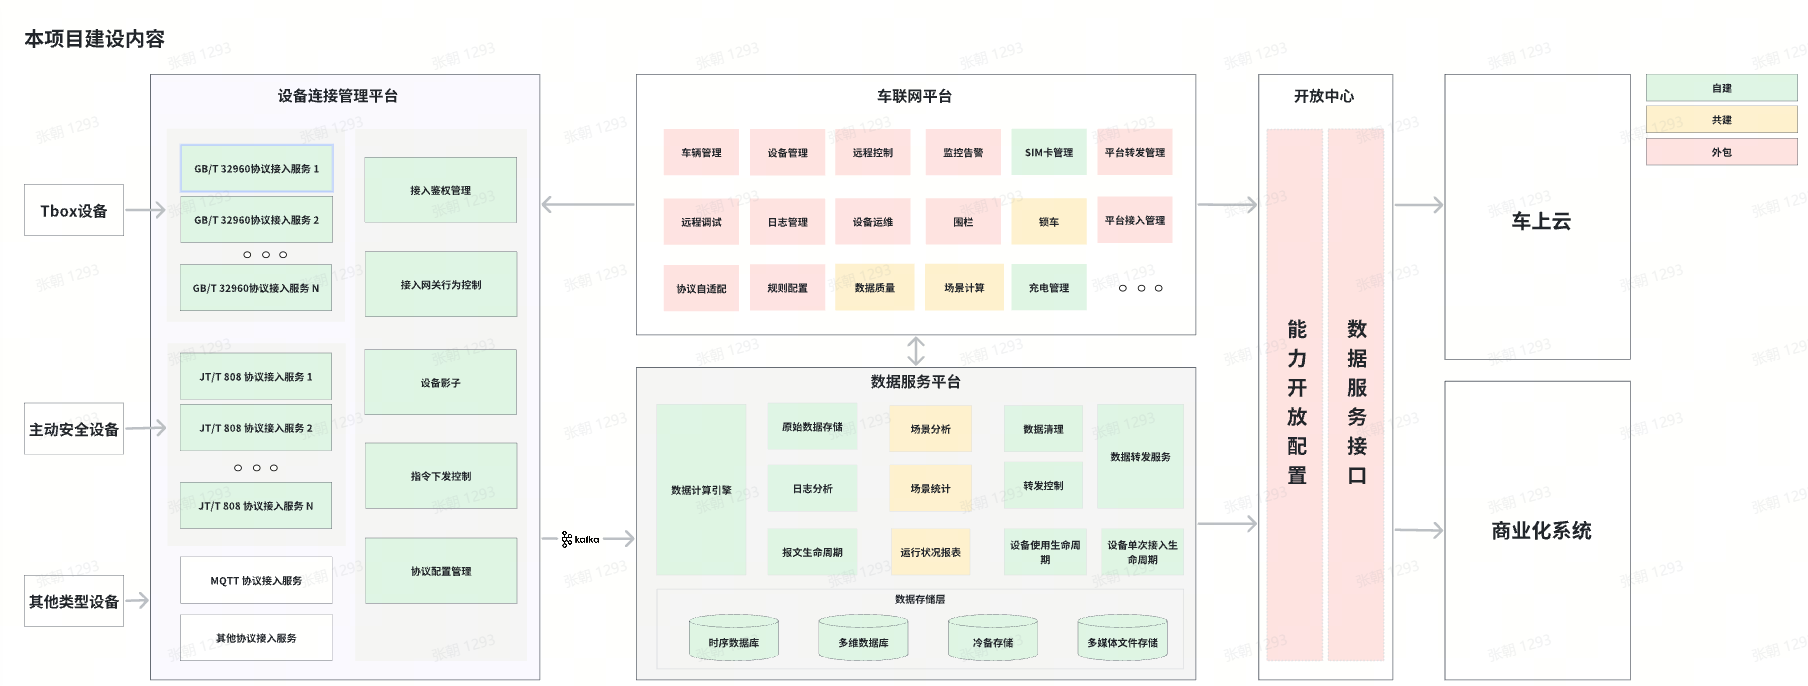 本项目建设内容
Tbox设备
主动安全设备
其他类型设备
设备连接管理平台
GB/T 32960协议接入服务 1
GB/T 32960协议接入服务 2
GB/T 32960协议接入服务 N
JT/T 808 协议接入服务 1
JT/T 808 协议接入服务 2
JT/T 808 协议接入服务 N
MQTT 协议接入服务
其他协议接入服务
接入鉴权管理
接入网关行为控制
设备影子
指令下发控制
协议配置管理
kafka
车联网平台
车辆管理
设备管理
远程控制
监控告警
SIM卡管理
平台转发管理
远程调试
日志管理
设备运维
围栏
锁车
平台接入管理
协议自适配
规则配置
数据质量
场景计算
充电管理
数据服务平台
数据计算引擎
原始数据存储
场景分析
数据清理
数据转发服务
日志分析
场景统计
转发控制
报文生命周期
运行状况报表
设备使用生命周
期
设备单次接入生
命周期
数据存储层
时序数据库
多维数据库
冷备存储
多媒体文件存储
开放中心
能力开放配置
数据服务接口
车上云
商业化系统
自建
共建
外包
张朝 1293